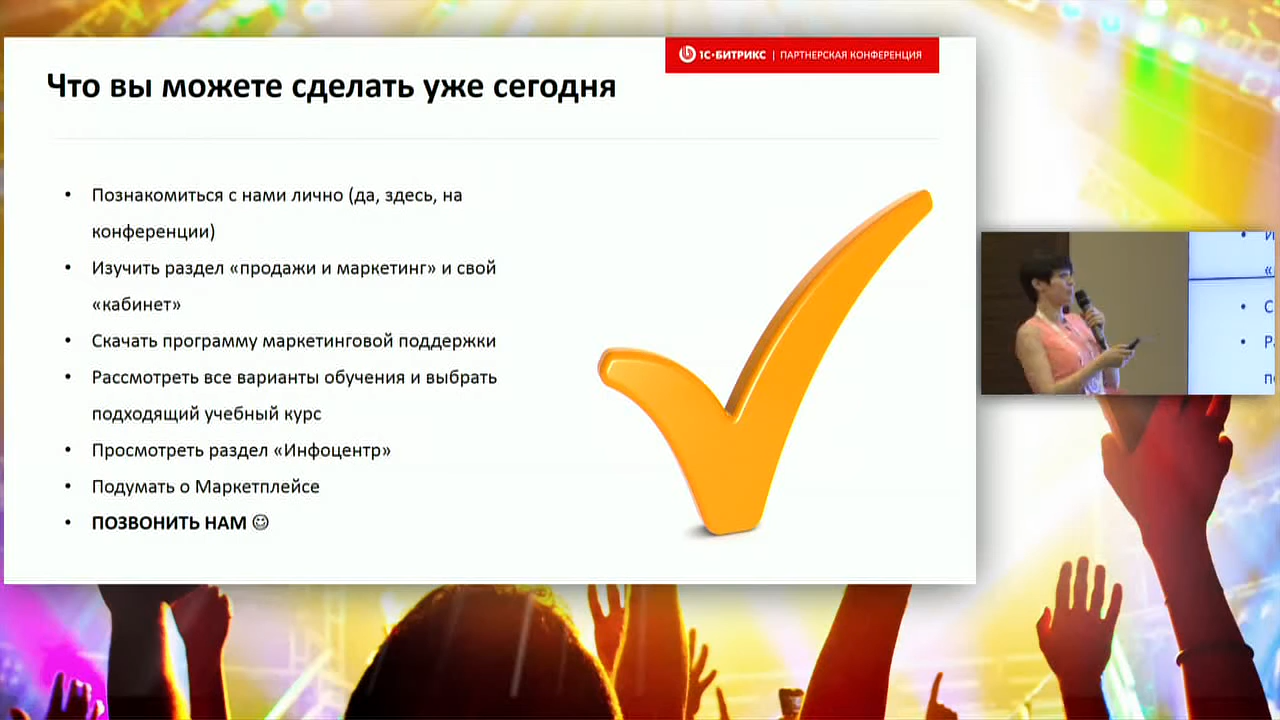 1С-БИТРИКС | ПАРТНЕРСКАЯ КОНФЕРЕНЦИЯ
Что вы можете сделать уже сегодня
• Познакомиться с нами лично (да, здесь, на
конференции)
• Изучить раздел «продажи и маркетинг» и свой
«кабинет»
• Скачать программу маркетинговой поддержки
• Рассмотреть все варианты обучения и выбрать
подходящий учебный курс
• Просмотреть раздел «Инфоцентр»
• Подумать о Маркетплейсе
• ПОЗВОНИТЬ НАМ ☺